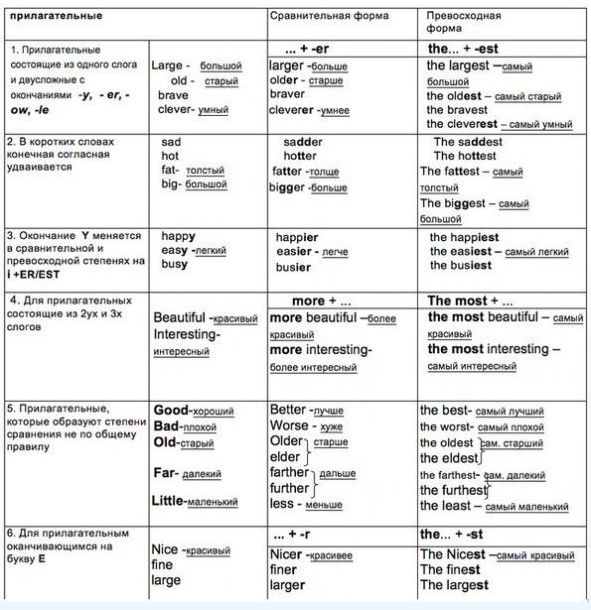 прилагательные
Сравнительная форма
Превосходная
форма
... + -er
the... + -est
1. Прилагательные
состоящие из одного слога
и двусложные с
окончаниями -y, - er, -
ow, -le
Large - большой
old - старый
brave
clever- умный
larger -больше
older - старше
braver
cleverer -умнее
the largest –самый
большой
the oldest – самый старый
the bravest
the cleverest – самый умный
2. В коротких словах
конечная согласная
удваивается
sad
hot
fat- толстый
big- большой
sadder
hotter
fatter -толще
bigger -больше
The saddest
The hottest
The fattest – самый
толстый
The biggest – самый
большой
3. Окончание Y меняется
в сравнительной и
превосходной степенях на
i +ER/EST
happy
easy -легкий
busy
happier
easier - легче
busier
the happiest
the easiest – самый легкий
the busiest
more + ...
The most + ...
4. Для прилагательных
состоящие из 2ух и 3х
слогов
Beautiful -красивый
Interesting-
интересный
more beautiful –более
красивый
more interesting-
более интересный
the most beautiful – самый
красивый
the most interesting –
самый интересный
5. Прилагательные,
которые образуют степени
сравнения не по общему
правилу
Good-хороший
Bad-плохой
Old-старый
Far- далекий
Little-маленький
Better -лучше
Worse - хуже
Older старше
elder
farther дальше
further
less - меньше
the best- самый лучший
the worst- самый плохой
the oldest сам. старший
the eldest
the farthest- сам. далекий
the furthest
the least – самый маленький
... + -r
the... + -st
6. Для прилагательным
оканчивающимся на
букву Е
Nice -красивый
fine
large
Nicer -красивее
finer
larger
The Nicest –самый красивый
The finest
The largest